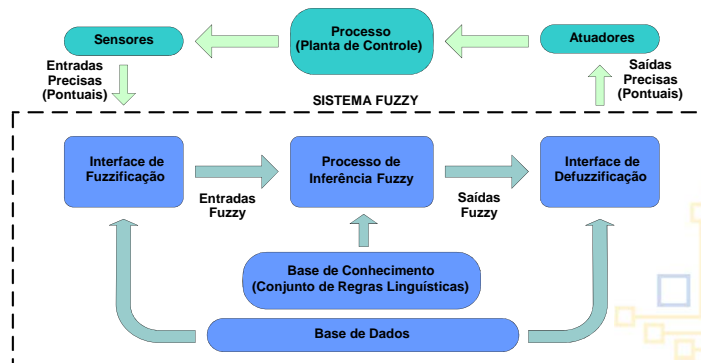 Sensores
Processo
(Planta de Controle)
Atuadores
Entradas
Precisas
(Pontuais)
Saídas
Precisas
(Pontuais)
SISTEMA FUZZY
Interface de
Fuzzificação
Entradas
Fuzzy
Processo de
Inferência Fuzzy
Saídas
Fuzzy
Interface de
Defuzzificação
Base de Conhecimento
(Conjunto de Regras Linguísticas)
Base de Dados